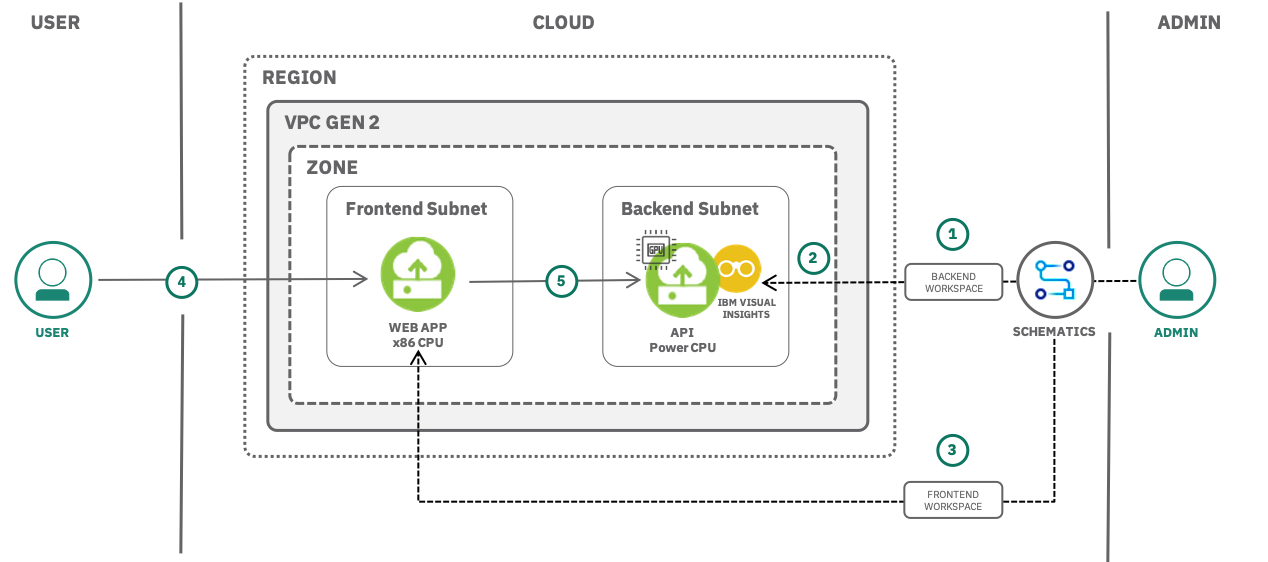 USER
CLOUD
ADMIN
REGION
VPC GEN 2
ZONE
Frontend Subnet
Backend Subnet
GPU
1
2
BACKEND
WORKSPACE
4
5
IBM VISUAL
INSIGHTS
WEB APP
x86 CPU
API
Power CPU
USER
SCHEMATICS
ADMIN
3
FRONTEND
WORKSPACE